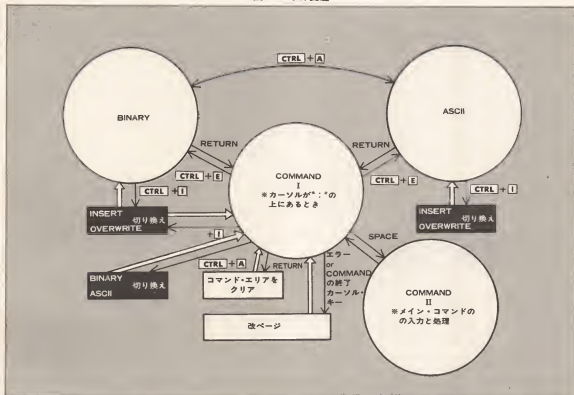 CTRL + A
BINARY
ASCII
RETURN
RETURN
CTRL + E
CTRL + E
COMMAND
I
※カーソルが":"の
上にあるとき
CTRL + I
CTRL + I
INSERT
切り換え
OVERWRITE
INSERT
切り換え
OVERWRITE
+ I
SPACE
CTRL + A
RETURN
エラー
or
COMMAND
の終了
カーソル・
キー
BINARY
切り換え
ASCII
コマンド・エリアを
クリア
改ページ
COMMAND
II
※メイン・コマンドの
の入力と処理